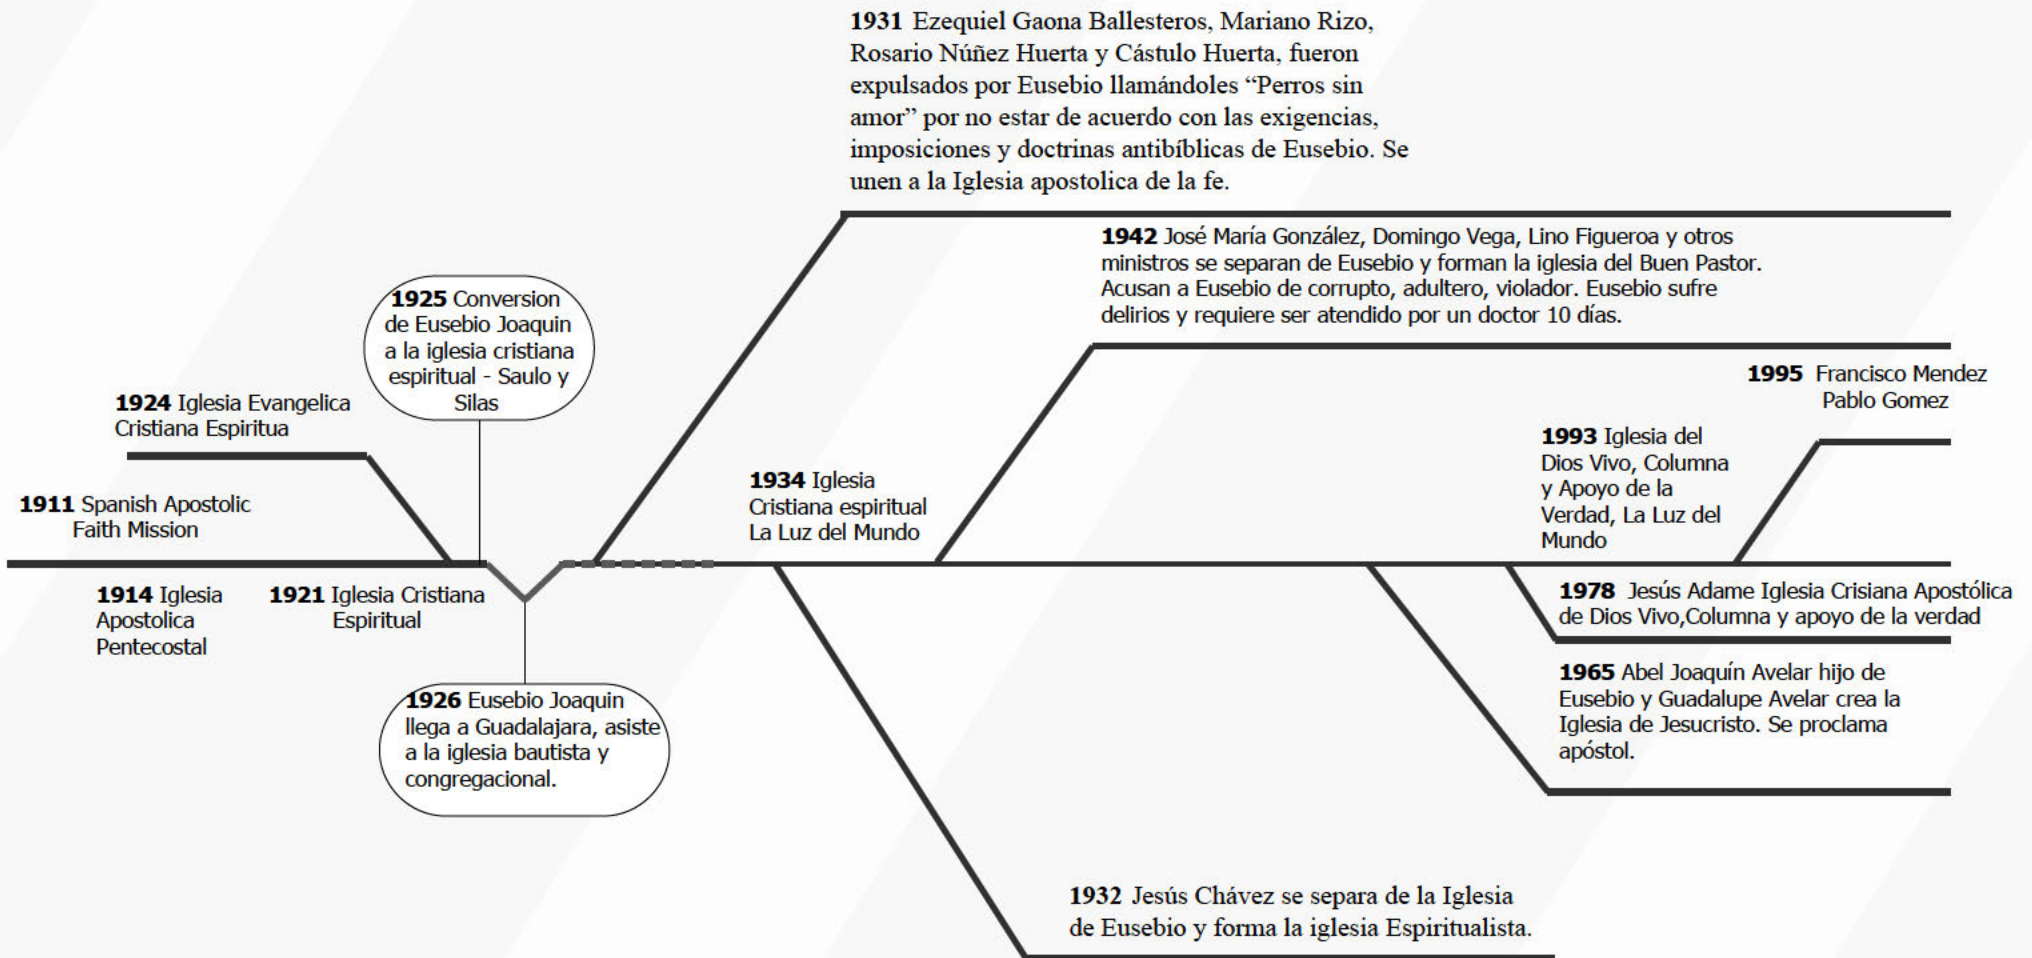 1931 Ezequiel Gaona Ballesteros, Mariano Rizo,
Rosario Núñez Huerta y Cástulo Huerta, fueron
expulsados por Eusebio llamándoles “Perros sin
amor” por no estar de acuerdo con las exigencias,
imposiciones y doctrinas antibíblicas de Eusebio. Se
unen a la Iglesia apostolica de la fe.
1942 José María González, Domingo Vega, Lino Figueroa y otros
ministros se separan de Eusebio y forman la iglesia del Buen Pastor.
Acusan a Eusebio de corrupto, adultero, violador. Eusebio sufre
delirios y requiere ser atendido por un doctor 10 días.
1925 Conversion
de Eusebio Joaquin
a la iglesia cristiana
espiritual - Saulo y
Silas
1995 Francisco Mendez
Pablo Gomez
1924 Iglesia Evangelica
Cristiana Espiritua
1993 Iglesia del
Dios Vivo, Columna
y Apoyo de la
Verdad, La Luz del
Mundo
1934 Iglesia
Cristiana espiritual
La Luz del Mundo
1911 Spanish Apostolic
Faith Mission
1914 Iglesia
Apostolica
Pentecostal
1921 Iglesia Cristiana
Espiritual
1978 Jesús Adame Iglesia Crisiana Apostólica
de Dios Vivo,Columna y apoyo de la verdad
1965 Abel Joaquín Avelar hijo de
Eusebio y Guadalupe Avelar crea la
Iglesia de Jesucristo. Se proclama
apóstol.
1926 Eusebio Joaquin
llega a Guadalajara, asiste
a la iglesia bautista y
congregacional.
1932 Jesús Chávez se separa de la Iglesia
de Eusebio y forma la iglesia Espiritualista.